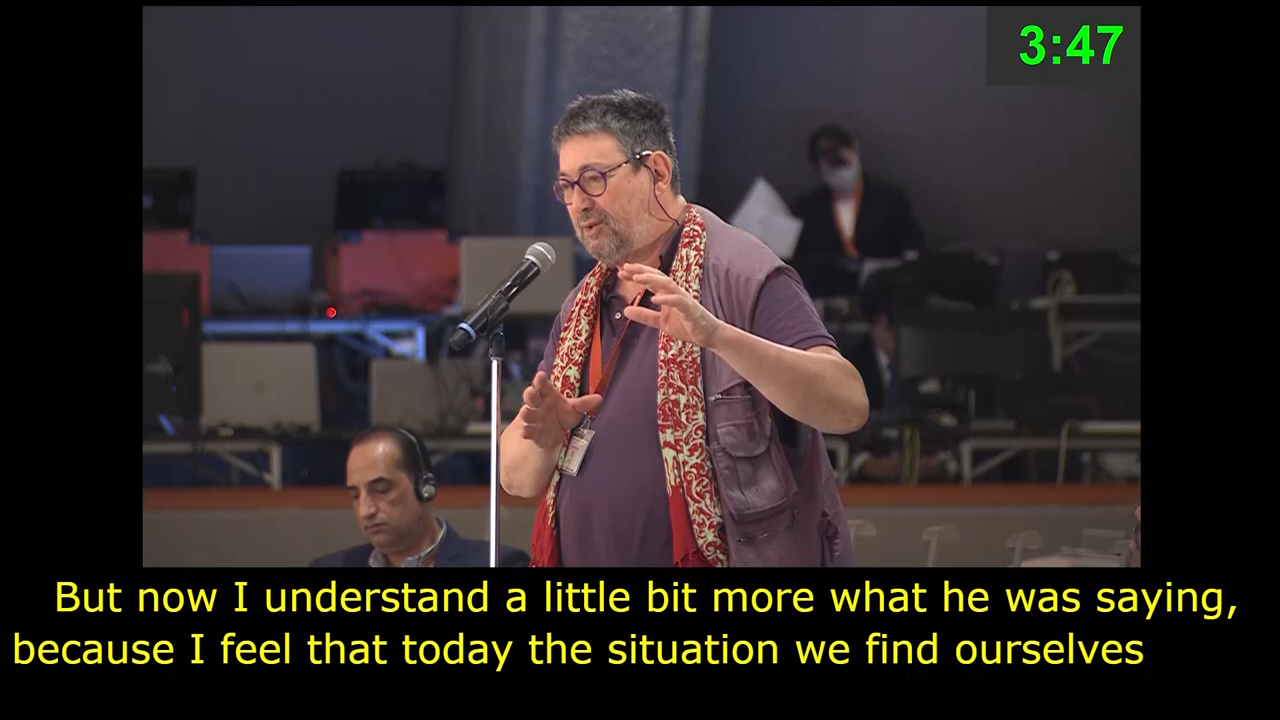 3:47
But now I understand a little bit more what he was saying,
because I feel that today the situation we find ourselves